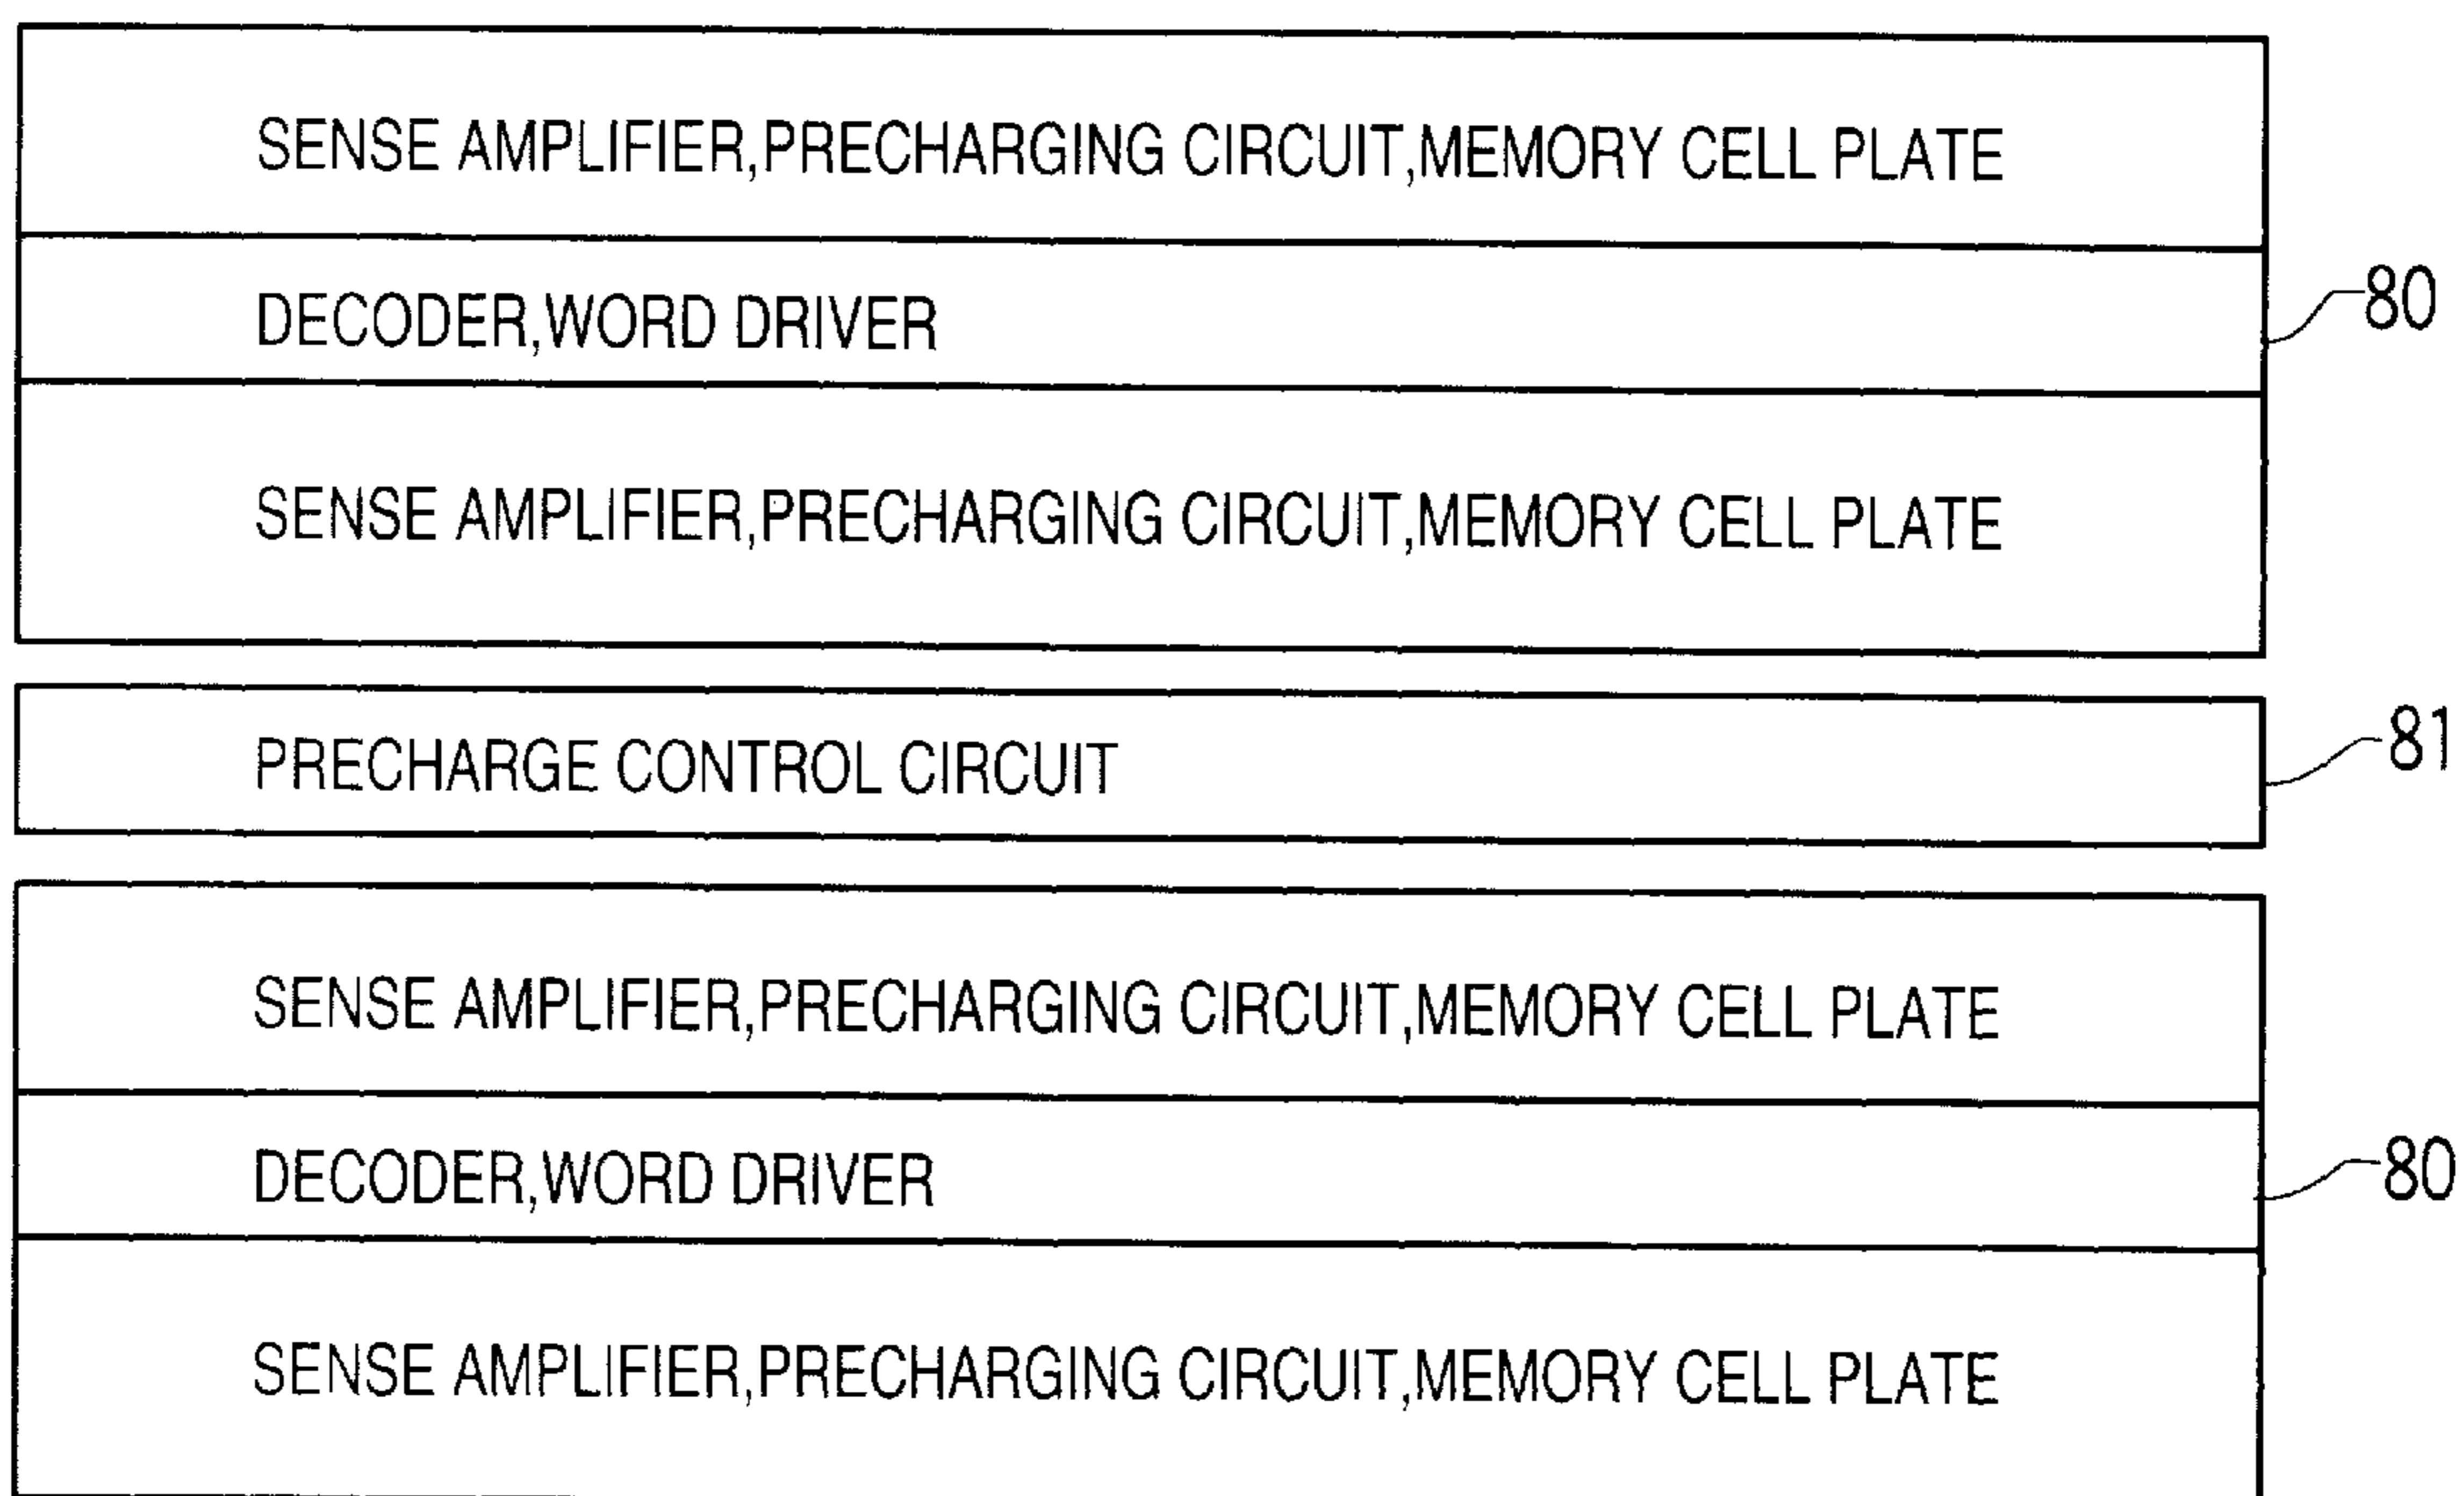 SENSE AMPLIFIER,PRECHARGING CIRCUIT,MEMORY CELL PLATE
DECODER,WORD DRIVER
80
SENSE AMPLIFIER,PRECHARGING CIRCUIT,MEMORY CELL PLATE
PRECHARGE CONTROL CIRCUIT
81
SENSE AMPLIFIER,PRECHARGING CIRCUIT,MEMORY CELL PLATE
DECODER,WORD DRIVER
80
SENSE AMPLIFIER,PRECHARGING CIRCUIT,MEMORY CELL PLATE